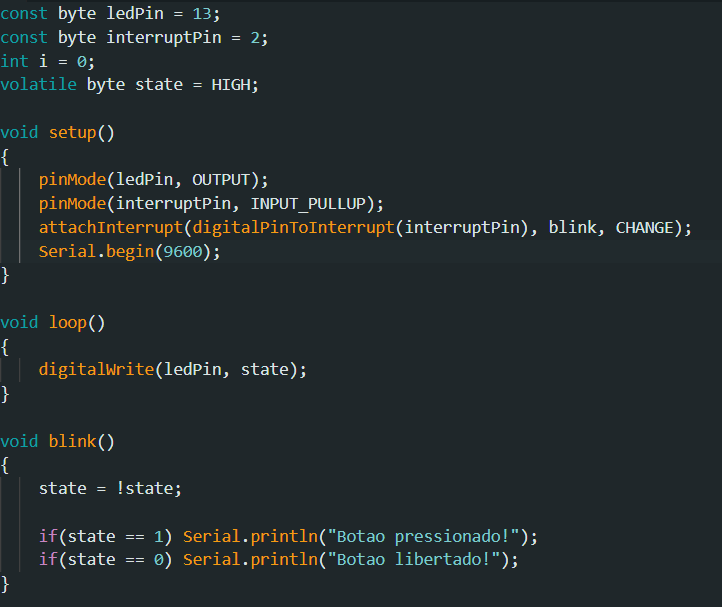 const byte ledPin = 13;
const byte interruptPin = 2;
int i = 0;
volatile byte state = HIGH;
void setup()
{
pinMode(ledPin, OUTPUT);
pinMode(interruptPin, INPUT_PULLUP);
attachInterrupt(digitalPinToInterrupt(interruptPin), blink, CHANGE);
Serial.begin(9600);
}
void loop()
{
digitalWrite(ledPin, state);
}
void blink()
{
state = !state;
if(state == 1) Serial.println("Botao pressionado!");
if(state == 0) Serial.println("Botao libertado!");
}